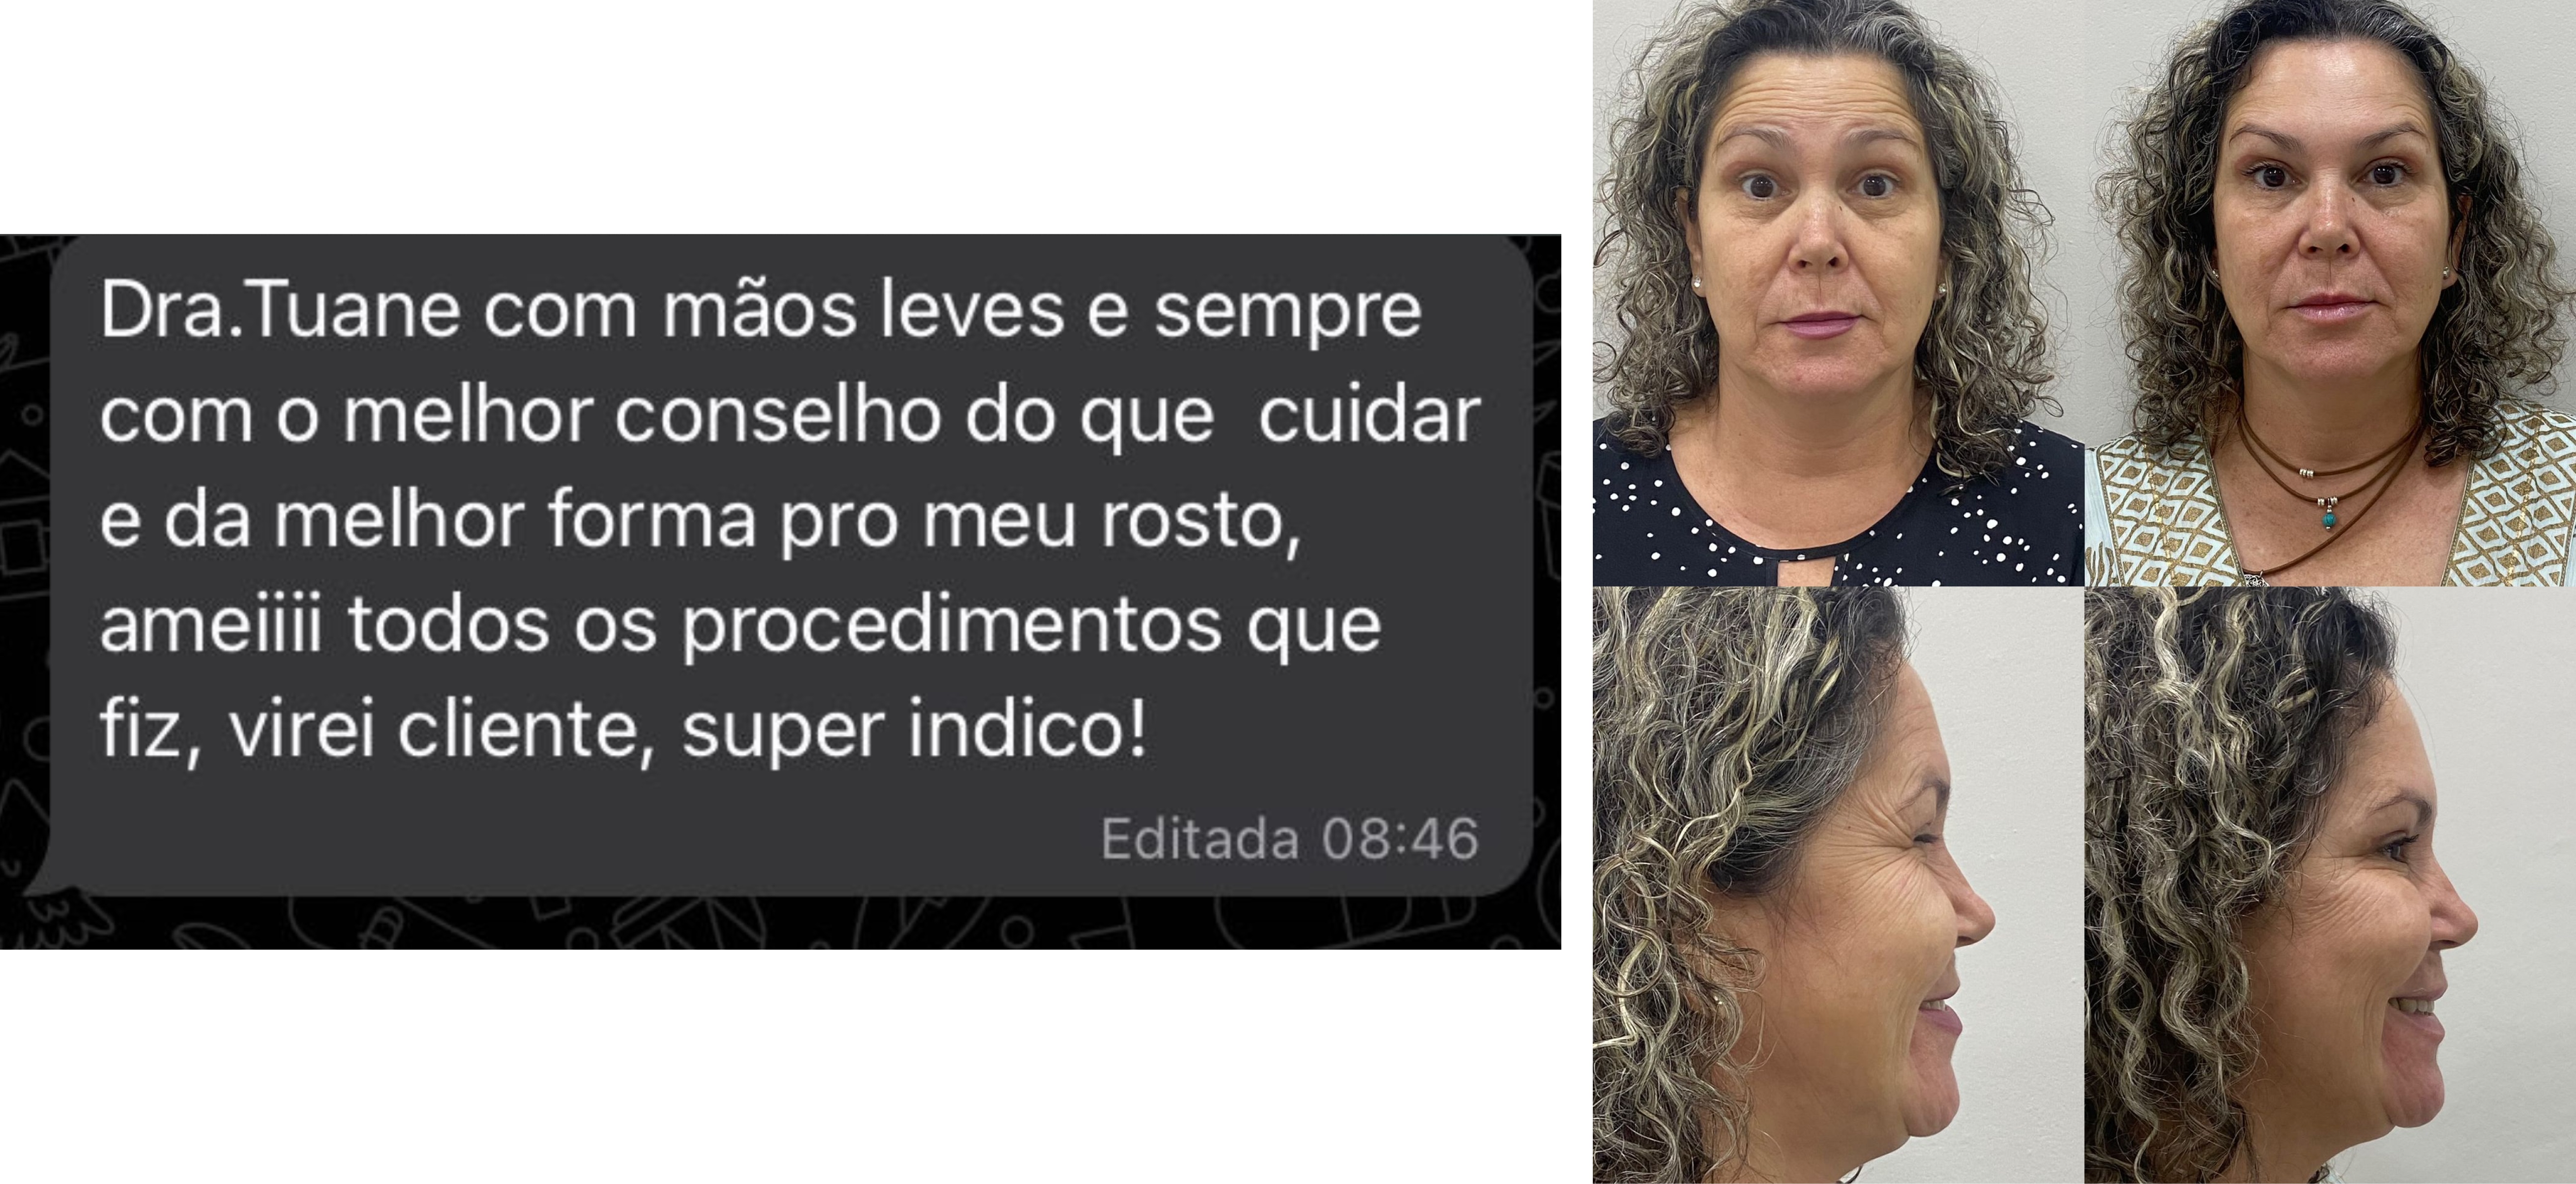 Dra.Tuane com mãos leves e sempre
com o melhor conselho do que  cuidar
e da melhor forma pro meu rosto,
ameiiii todos os procedimentos que
fiz, virei cliente, super indico!
Editada 08:46